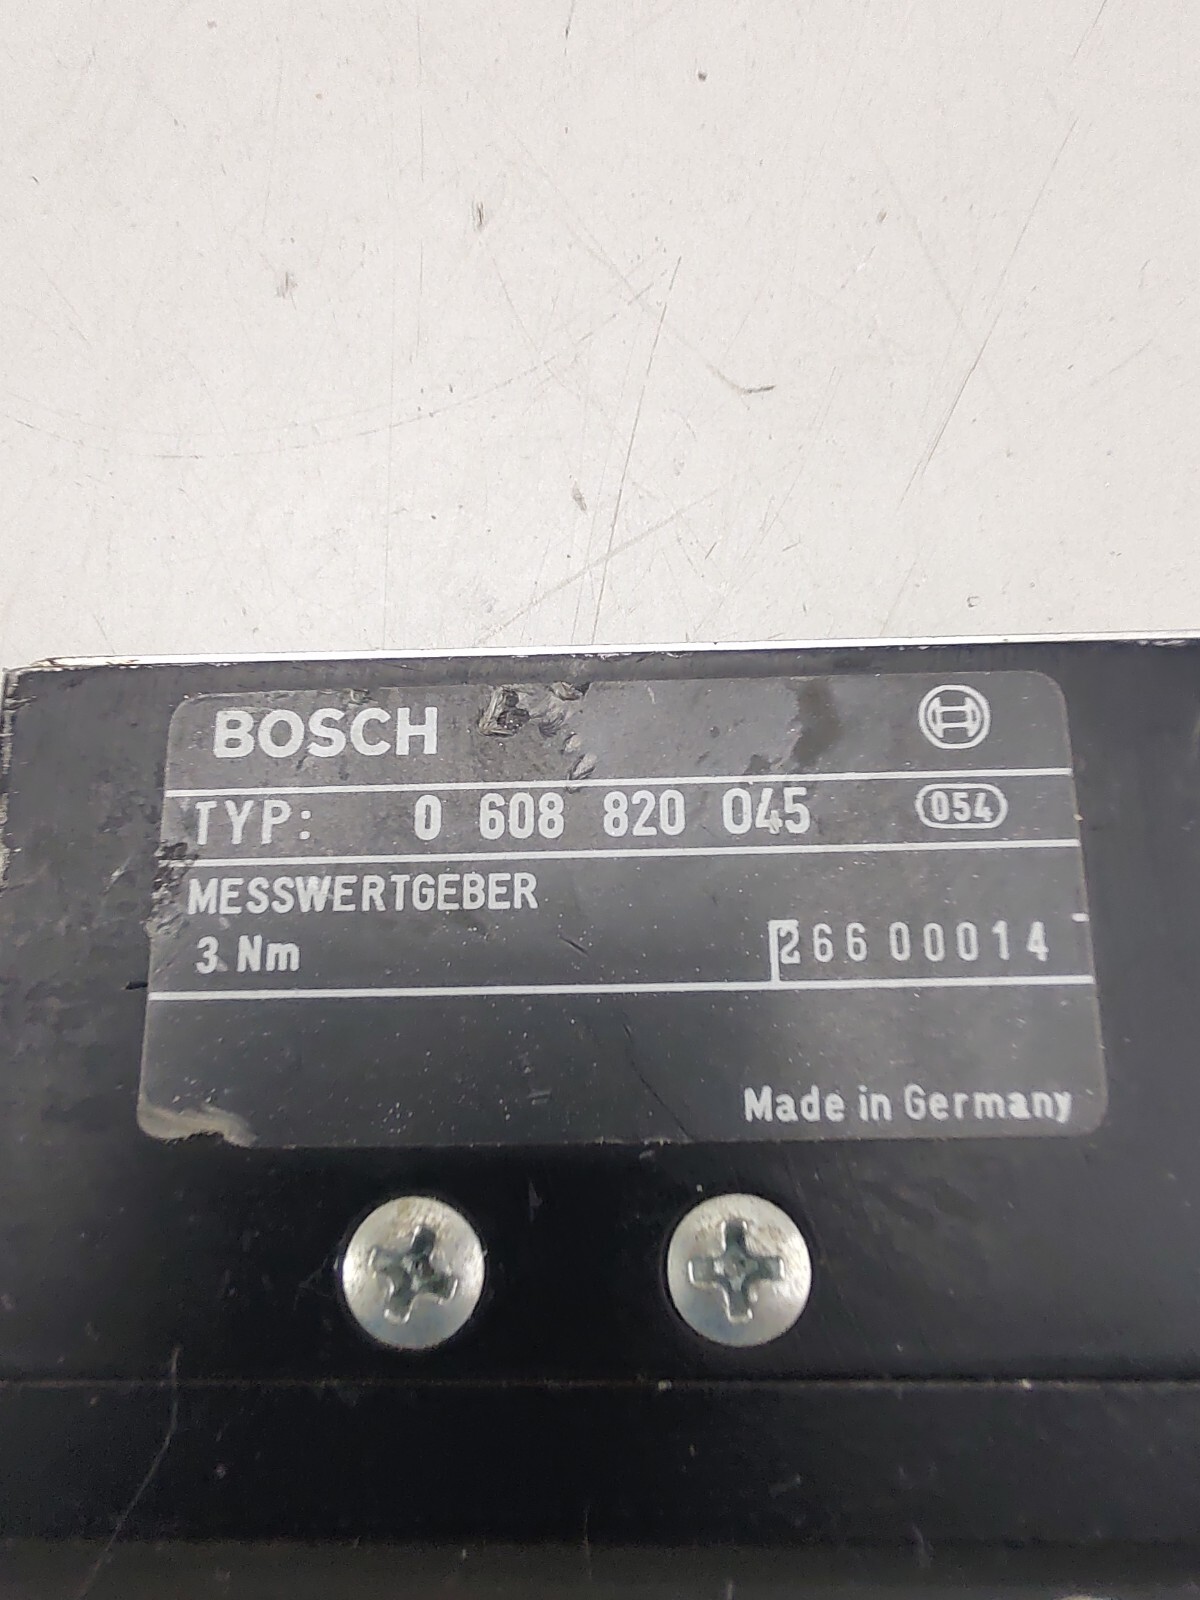 BOSCH
TYP: 0 608 820 045 054
MESSWERTGEBER
3 Nm 26600014
Made in Germany